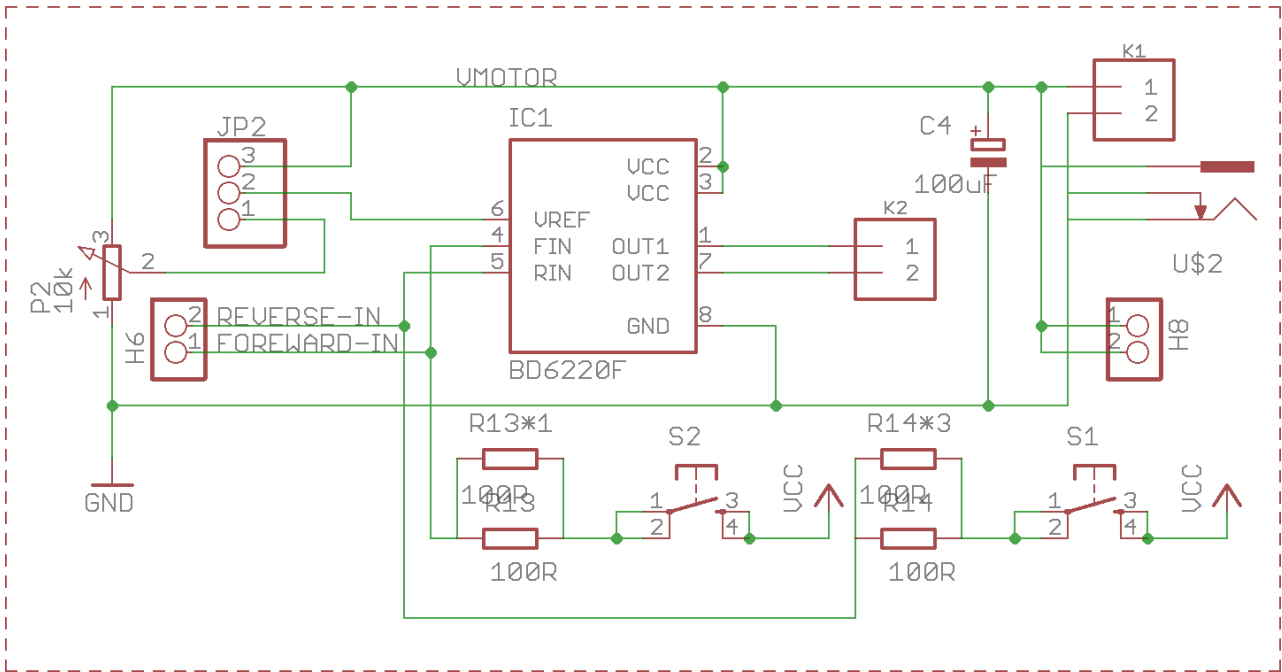 K1
VMOTOR
1
2
IC1
C4
+
100uF
JP2
3
2
1
2
VCC
3
VCC
6
VREF
4
FIN
5
RIN
1
OUT1
7
OUT2
8
GND
BD6220F
K2
1
2
U$2
3
2
1
P2
10k
H6
2
REVERSE-IN
1
FOREWARD-IN
1
2
H8
GND
R13*1
100R
R13
100R
S2
1
2
3
4
VCC
R14*3
100R
R14
100R
S1
1
2
3
4
VCC